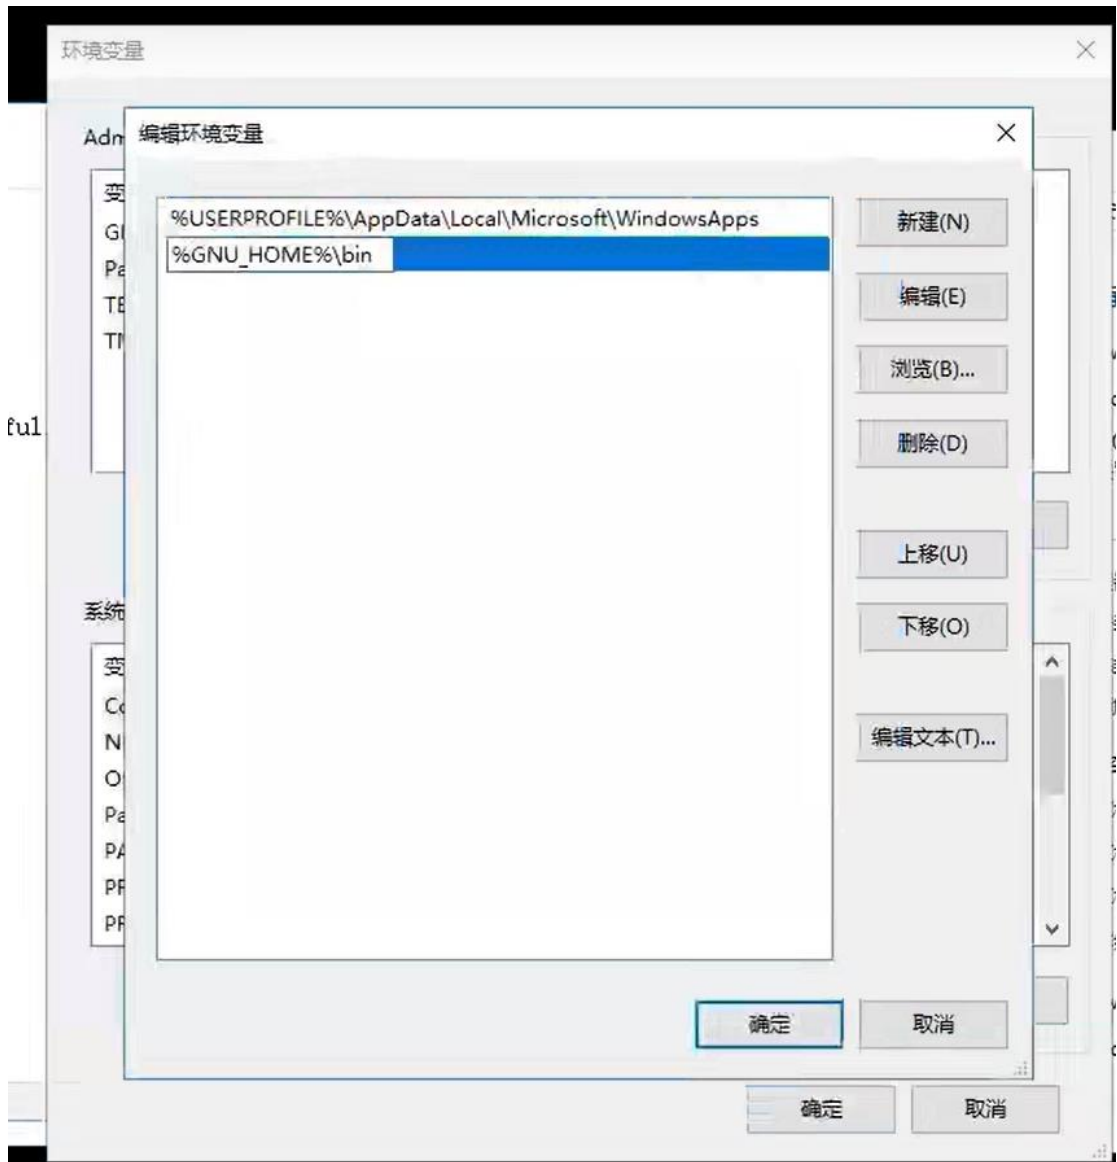 环境变量
编辑环境变量
%USERPROFILE%\AppData\Local\Microsoft\WindowsApps
%GNU_HOME%\bin
新建(N)
编辑(E)
浏览(B)...
删除(D)
ful
上移(U)
系统
下移(O)
编辑文本(T)...
确定
取消
确定
取消